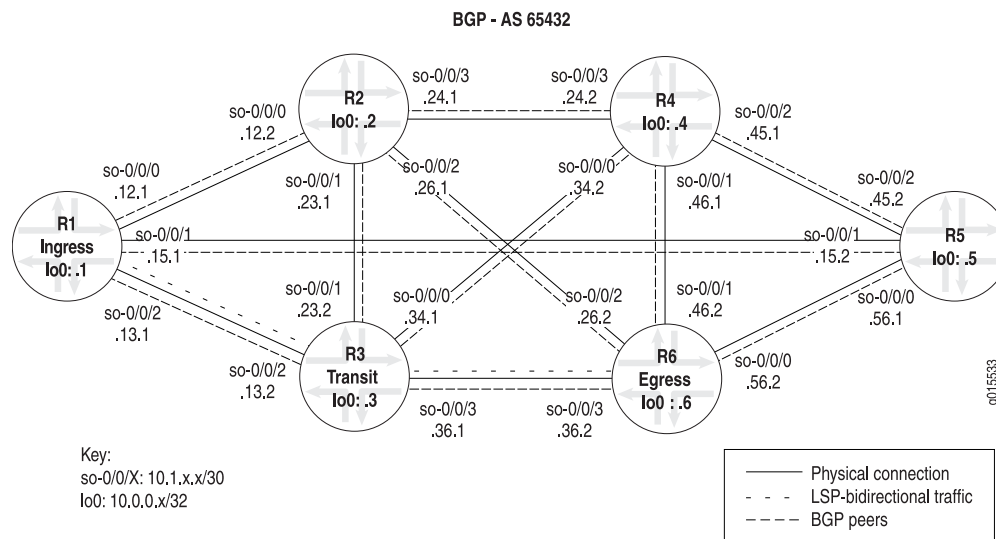 BGP - AS 65432
R2
lo0: .2
so-0/0/3
.24.1
so-0/0/3
.24.2
R4
lo0: .4
so-0/0/0
.12.2
so-0/0/2
.45.1
so-0/0/0
.12.1
so-0/0/1
.23.1
so-0/0/2
.26.1
so-0/0/0
.34.2
so-0/0/1
.46.1
so-0/0/2
.45.2
R1
Ingress
lo0: .1
so-0/0/1
.15.1
so-0/0/1
.15.2
R5
lo0: .5
so-0/0/2
.13.1
so-0/0/1
.23.2
so-0/0/0
.34.1
so-0/0/2
.26.2
so-0/0/1
.46.2
so-0/0/0
.56.1
so-0/0/2
.13.2
R3
Transit
lo0: .3
R6
Egress
lo0 : .6
so-0/0/0
.56.2
so-0/0/3
.36.1
so-0/0/3
.36.2
g015533
Key:
so-0/0/X: 10.1.x.x/30
lo0: 10.0.0.x/32
Physical connection
LSP-bidirectional traffic
BGP peers